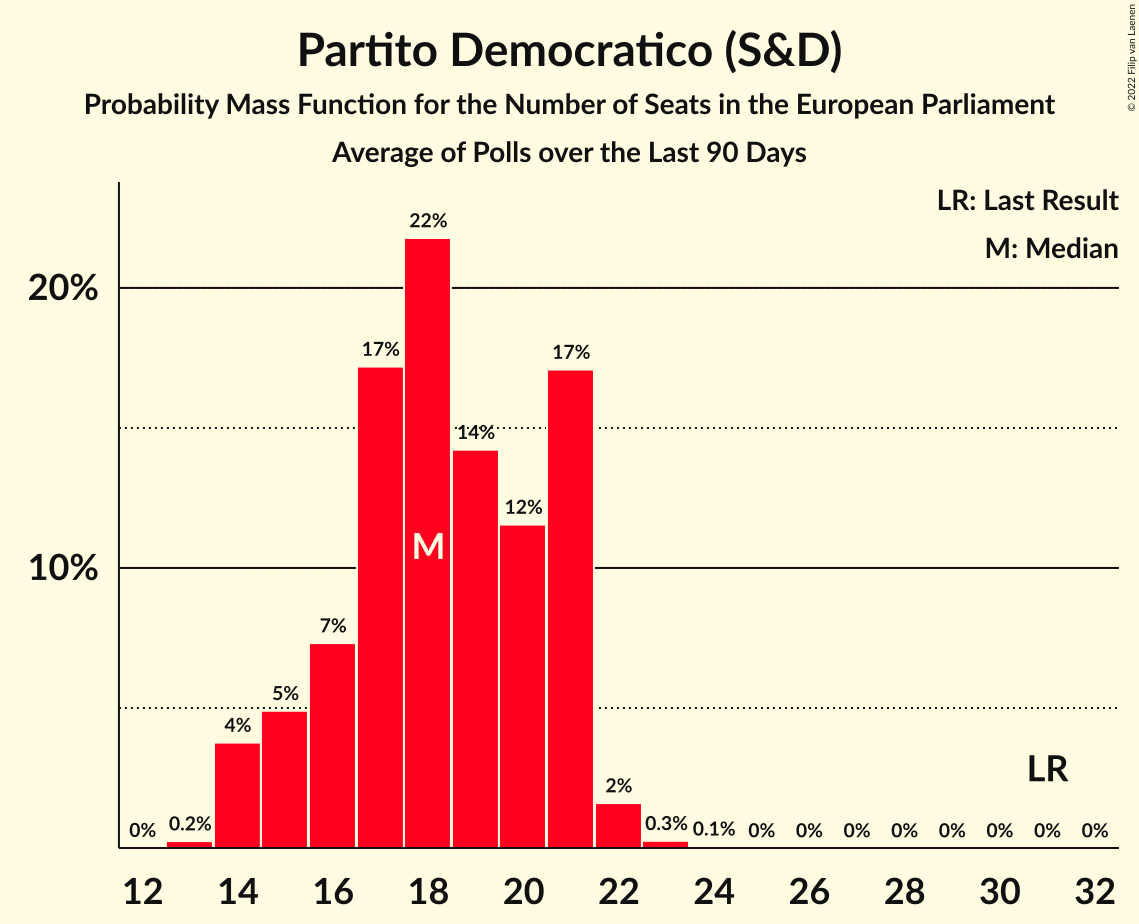 Partito Democratico (S&D)
Probability Mass Function for the Number of Seats in the European Parliament
Average of Polls over the Last 90 Days
© 2022 Filip van Laenen
LR: Last Result
M: Median
20%
10%
0%
0.2%
4%
5%
7%
17%
22%
14%
12%
17%
2%
0.3%
0.1%
0%
0%
0%
0%
0%
0%
0%
0%
M
LR
12 14 16 18 20 22 24 26 28 30 32